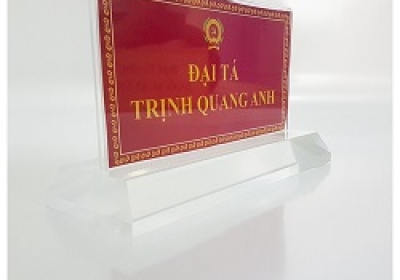 ĐẠI TÁ
TRỊNH QUANG ANH